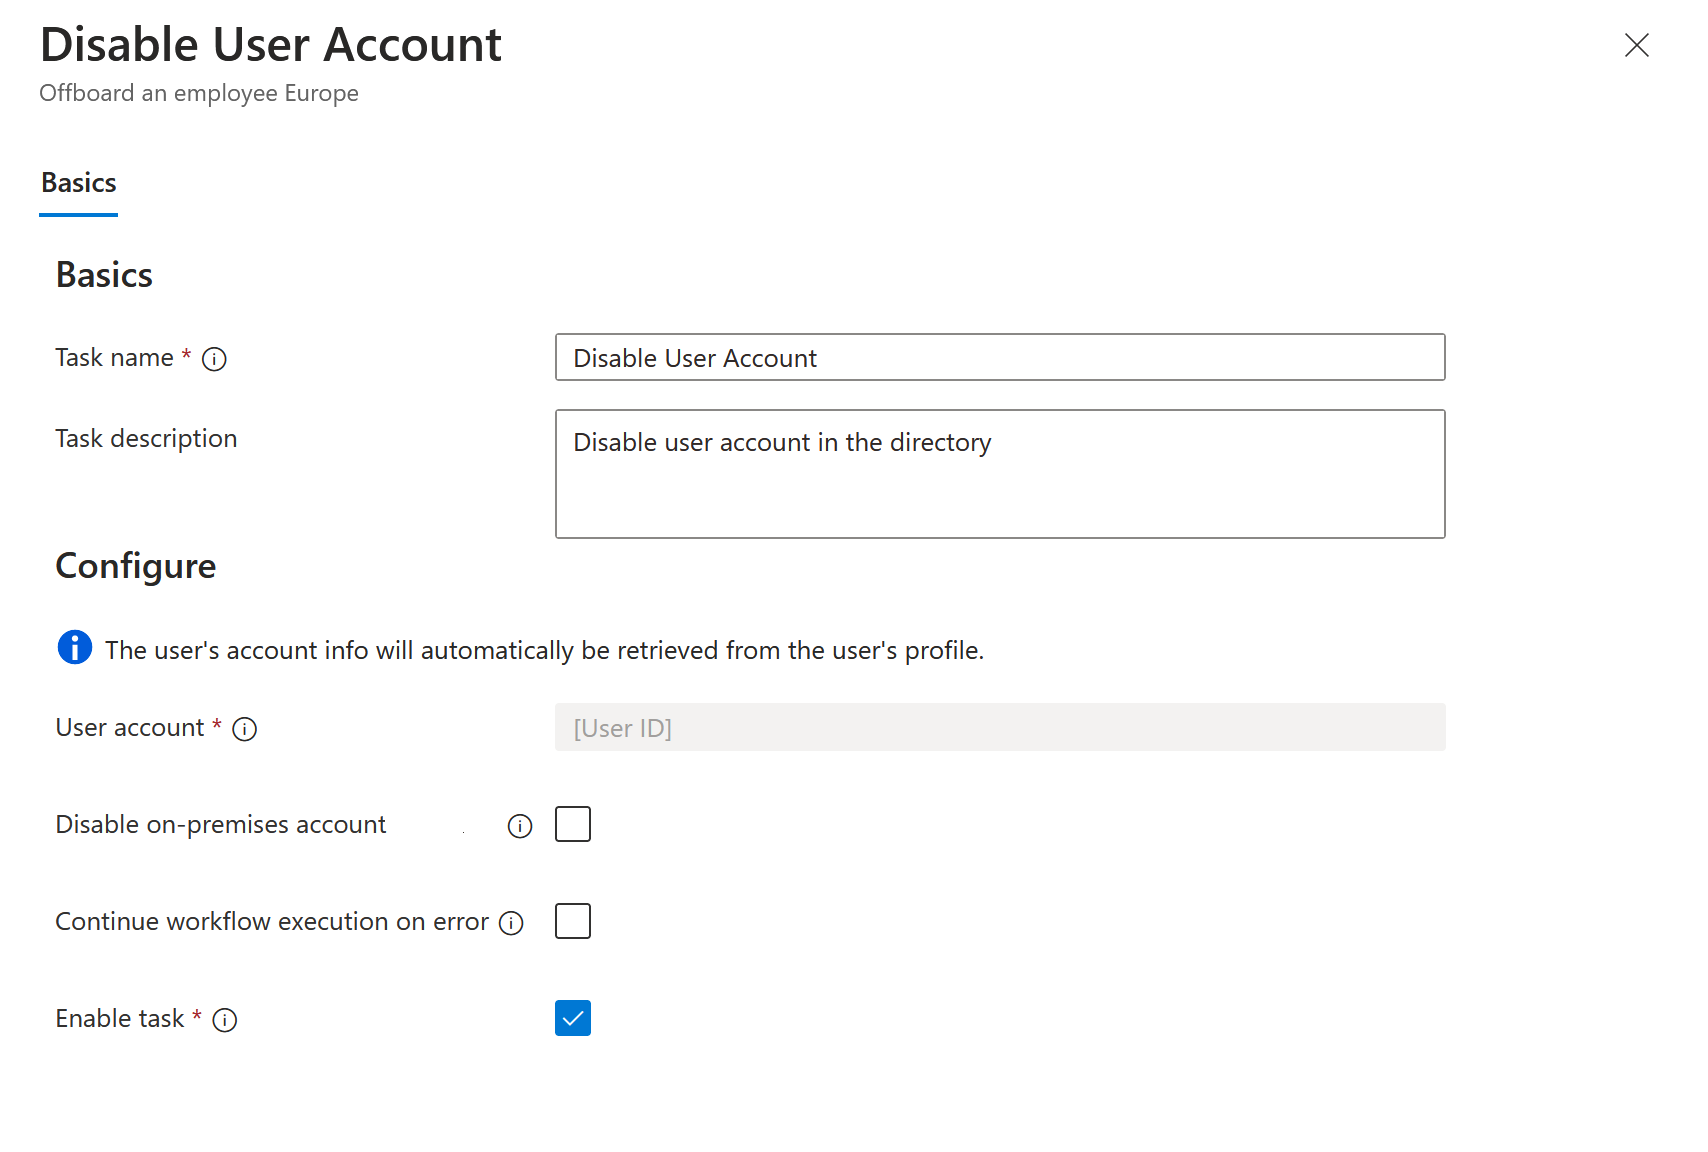 Disable User Account
Offboard an employee Europe
Basics
Basics
Task name *
Disable User Account
Task description
Disable user account in the directory
Configure
The user's account info will automatically be retrieved from the user's profile.
User account *
[User ID]
Disable on-premises account
Continue workflow execution on error
Enable task *